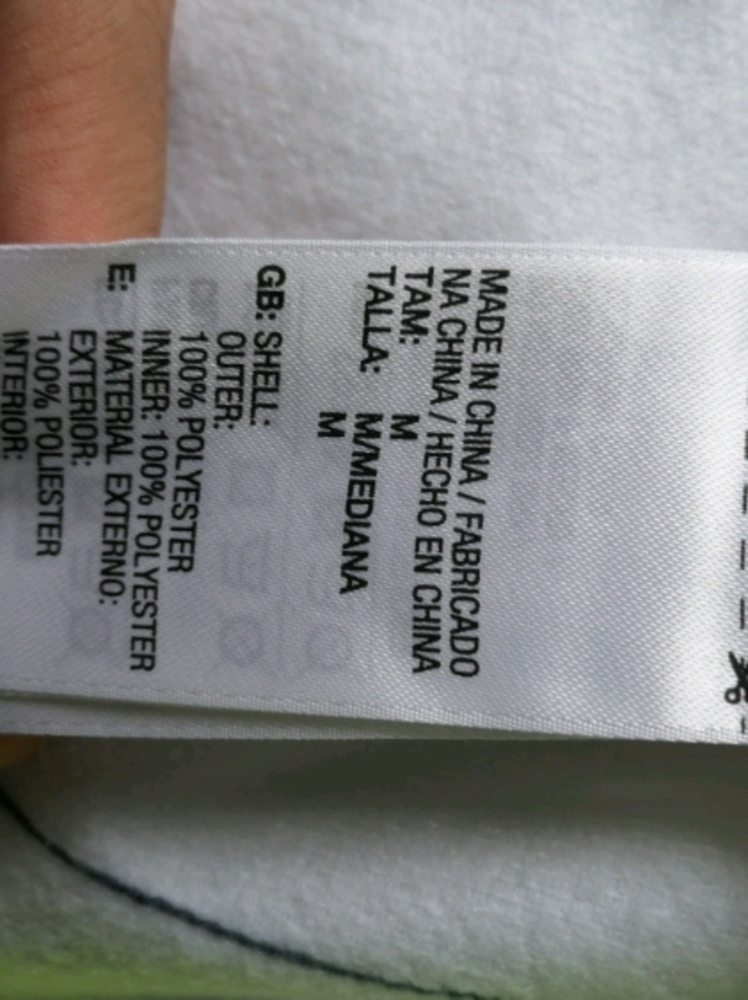 MADE IN CHINA / FABRICADO
NA CHINA / HECHO EN CHINA
TAM: M
TALLA: M/MEDIANA
M
GB: SHELL:
OUTER:
100% POLYESTER
INNER: 100% POLYESTER
E: MATERIAL EXTERNO:
EXTERIOR:
100% POLIESTER
INTERIOR: